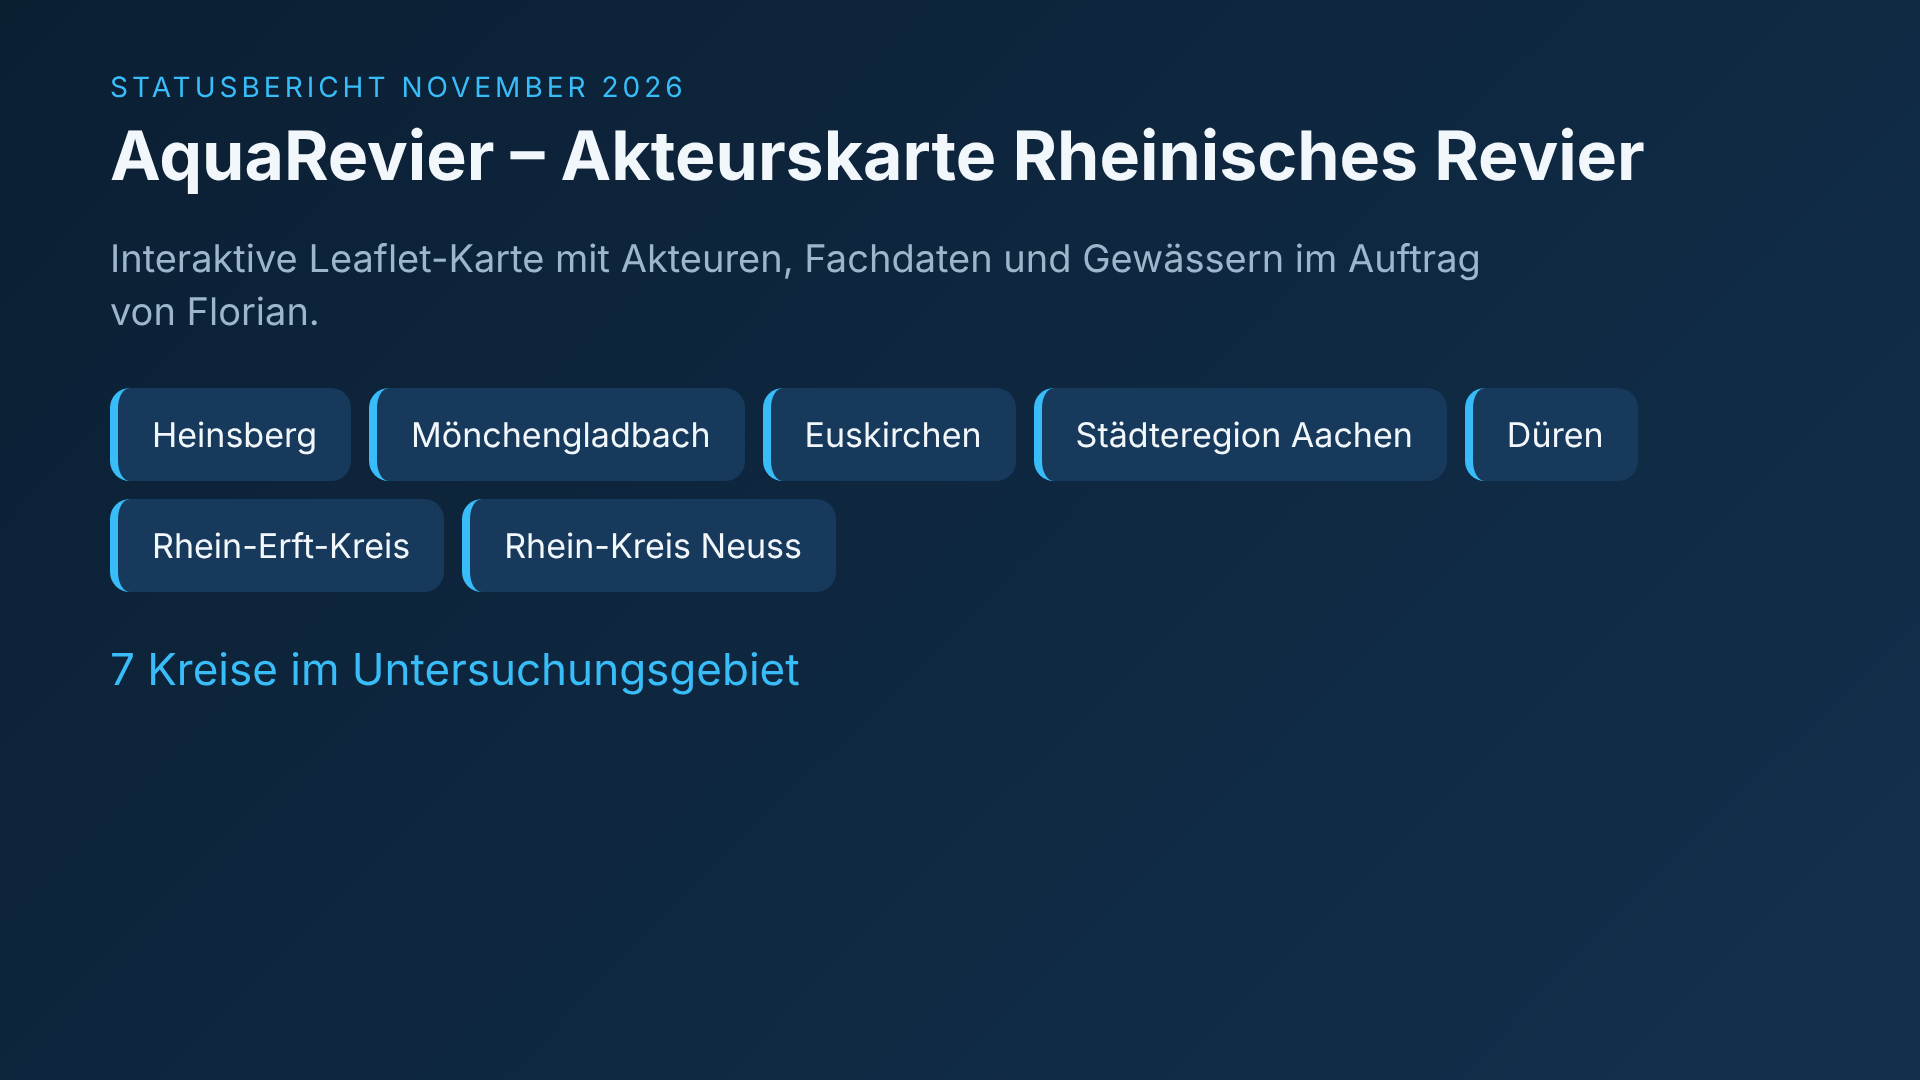 STATUSBERICHT NOVEMBER 2026
AquaRevier – Akteurskarte Rheinisches Revier
Interaktive Leaflet-Karte mit Akteuren, Fachdaten und Gewässern im Auftrag
von Florian.
Heinsberg
Mönchengladbach
Euskirchen
Städteregion Aachen
Düren
Rhein-Erft-Kreis
Rhein-Kreis Neuss
7 Kreise im Untersuchungsgebiet